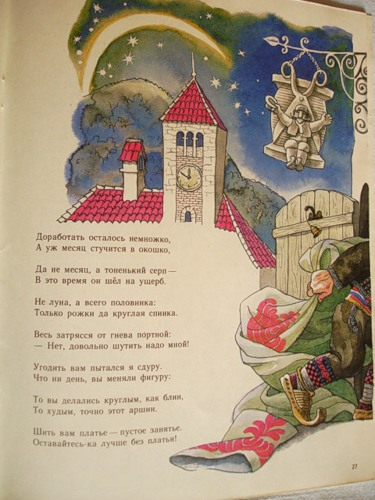 Доработать осталось немножко,
А уж месяц стучится в окошко,
Да не месяц, а тоненький серп —
В это время он шёл на ущерб.
Не луна, а всего половинка:
Только рожки да круглая спинка.
Весь затрясся от гнева портной:
— Нет, довольно шутить надо мной!
Угодить вам пытался я сдуру.
Что ни день, вы меняли фигуру:
То вы делались круглым, как блин,
То худым, точно этот аршин.
Шить вам платье — пустое занятье.
Оставайтесь-ка лучше без платья!
27